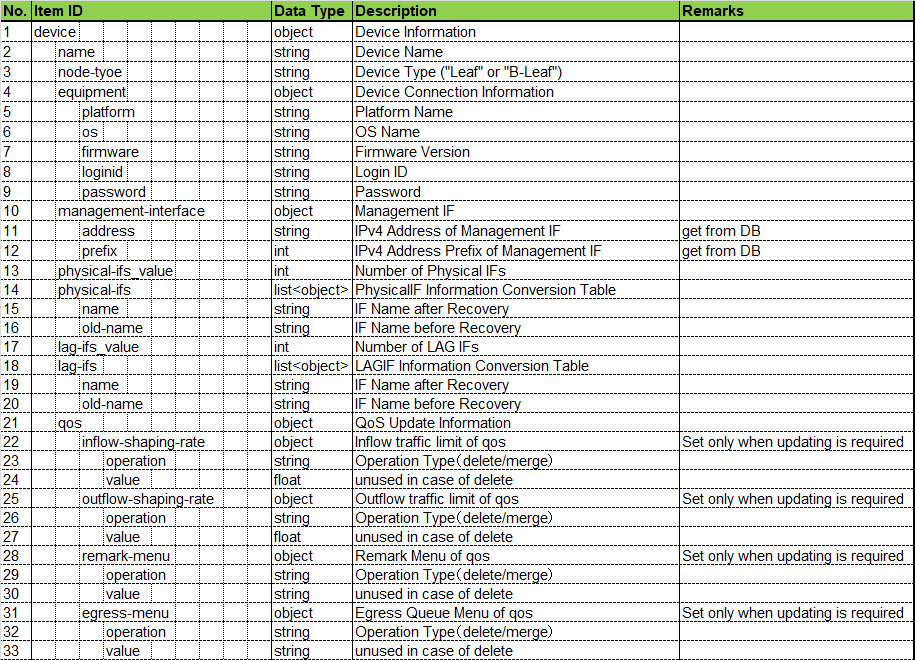 No. Item ID Data Type Description Remarks
1 device object Device Information
2 name string Device Name
3 node-tyoe string Device Type ("Leaf" or "B-Leaf")
4 equipment object Device Connection Information
5 platform string Platform Name
6 os string OS Name
7 firmware string Firmware Version
8 loginid string Login ID
9 password string Password
10 management-interface object Management IF
11 address string IPv4 Address of Management IF get from DB
12 prefix int IPv4 Address Prefix of Management IF get from DB
13 physical-ifs_value int Number of Physical IFs
14 physical-ifs list<object> PhysicalIF Information Conversion Table
15 name string IF Name after Recovery
16 old-name string IF Name before Recovery
17 lag-ifs_value int Number of LAG IFs
18 lag-ifs list<object> LAGIF Information Conversion Table
19 name string IF Name after Recovery
20 old-name string IF Name before Recovery
21 qos object QoS Update Information
22 inflow-shaping-rate object Inflow traffic limit of qos Set only when updating is required
23 operation string Operation Type（delete/merge）
24 value float unused in case of delete
25 outflow-shaping-rate object Outflow traffic limit of qos Set only when updating is required
26 operation string Operation Type（delete/merge）
27 value float unused in case of delete
28 remark-menu object Remark Menu of qos Set only when updating is required
29 operation string Operation Type（delete/merge）
30 value string unused in case of delete
31 egress-menu object Egress Queue Menu of qos Set only when updating is required
32 operation string Operation Type（delete/merge）
33 value string unused in case of delete